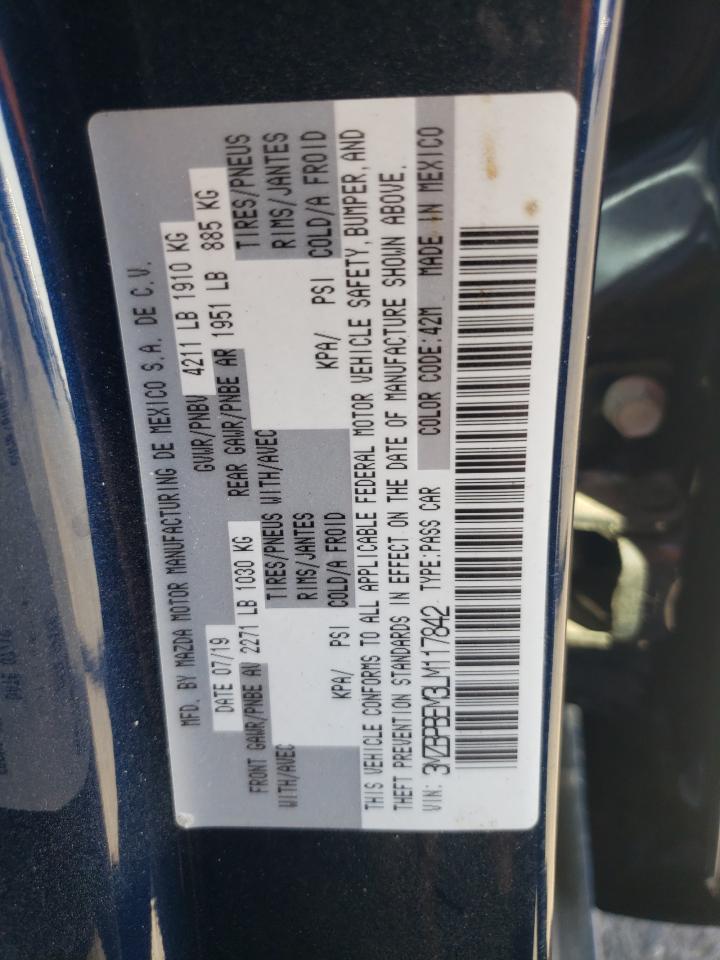 MFD. BY MAZDA MOTOR MANUFACTURING DE MEXICO S.A. DE C.V.
DATE 07/19 GVWR/PNBV 4211 LB 1910 KG
FRONT GAWR/PNBE AV 2271 LB 1030 KG REAR GAWR/PNBE AR 1951 LB 885 KG
WITH/AVEC TIRES/PNEUS WITH/AVEC TIRES/PNEUS
RIMS/JANTES RIMS/JANTES
KPA/ PSI COLD/A FROID KPA/ PSI COLD/A FROID
THIS VEHICLE CONFORMS TO ALL APPLICABLE FEDERAL MOTOR VEHICLE SAFETY, BUMPER, AND
THEFT PREVENTION STANDARDS IN EFFECT ON THE DATE OF MANUFACTURE SHOWN ABOVE.
VIN: 3MZBPBEM3LM117842 TYPE:PASS CAR COLOR CODE:42M MADE IN MEXICO